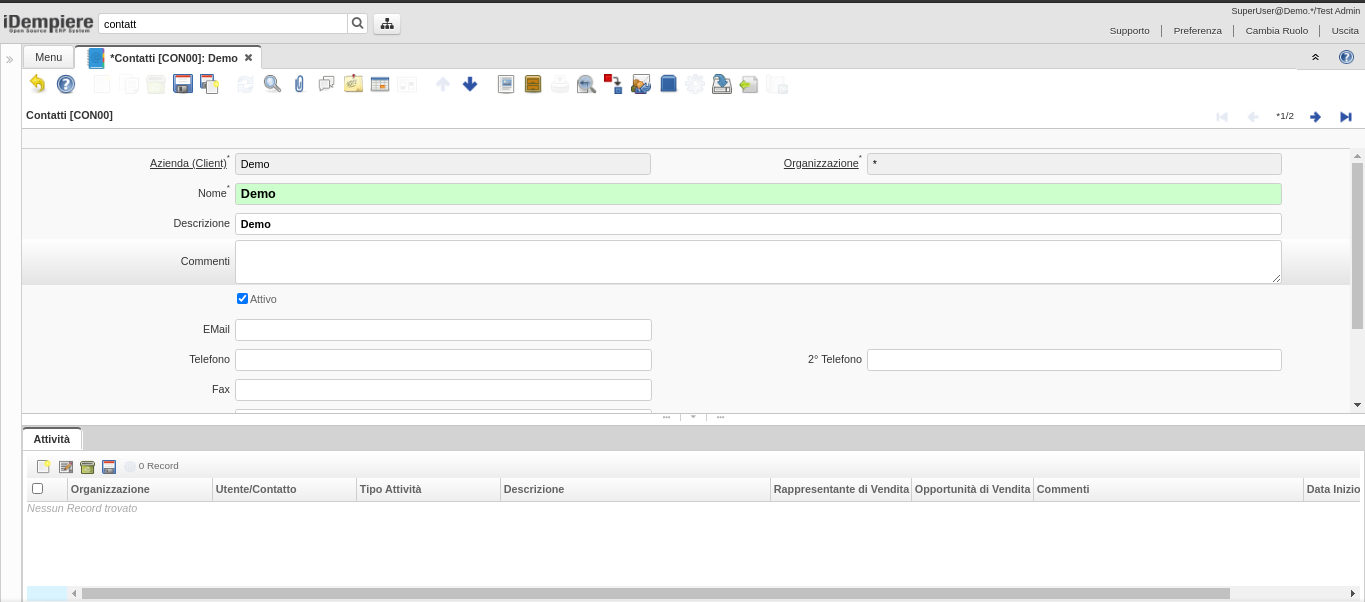 SuperUser@Demo.*/Test Admin
iDempiere
Open Source ERP System
contatt
Supporto Preferenza Cambia Ruolo Uscita
»
Menu *Contatti [CON00]: Demo
Contatti [CON00] *1/2
Azienda (Client)* Demo Organizzazione* *
Nome* Demo
Descrizione Demo
Commenti
Attivo
EMail
Telefono 2° Telefono
Fax
Attività
0 Record
Organizzazione Utente/Contatto Tipo Attività Descrizione Rappresentante di Vendita Opportunità di Vendita Commenti Data Inizio
Nessun Record trovato